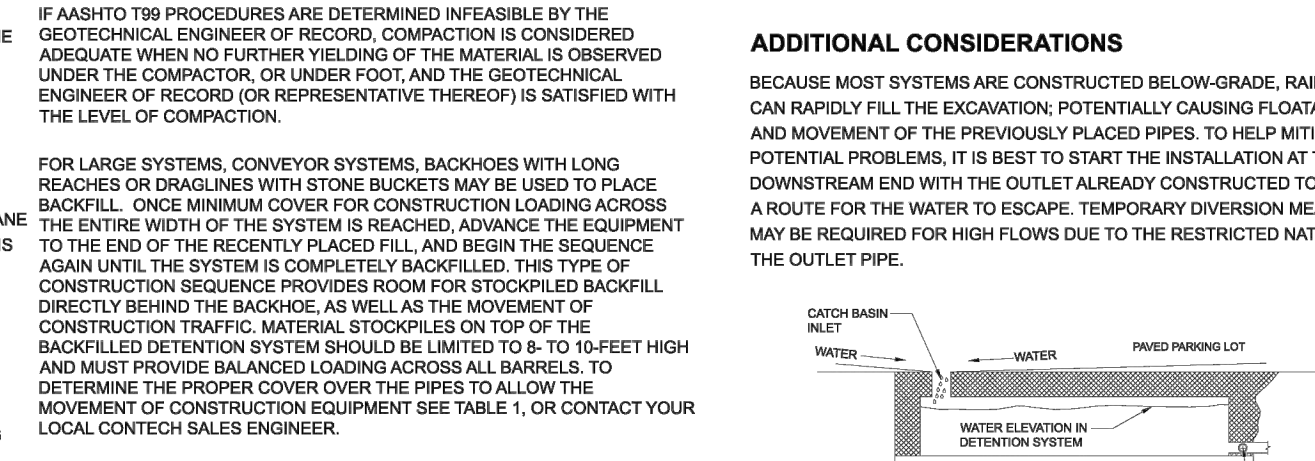 IF AASHTO T99 PROCEDURES ARE DETERMINED INFEASIBLE BY THE
GEOTECHNICAL ENGINEER OF RECORD, COMPACTION IS CONSIDERED
ADEQUATE WHEN NO FURTHER YIELDING OF THE MATERIAL IS OBSERVED
UNDER THE COMPACTOR, OR UNDER FOOT, AND THE GEOTECHNICAL
ENGINEER OF RECORD (OR REPRESENTATIVE THEREOF) IS SATISFIED WITH
THE LEVEL OF COMPACTION.
FOR LARGE SYSTEMS, CONVEYOR SYSTEMS, BACKHOES WITH LONG
REACHES OR DRAGLINES WITH STONE BUCKETS MAY BE USED TO PLACE
BACKFILL. ONCE MINIMUM COVER FOR CONSTRUCTION LOADING ACROSS
THE ENTIRE WIDTH OF THE SYSTEM IS REACHED, ADVANCE THE EQUIPMENT
TO THE END OF THE RECENTLY PLACED FILL, AND BEGIN THE SEQUENCE
AGAIN UNTIL THE SYSTEM IS COMPLETELY BACKFILLED. THIS TYPE OF
CONSTRUCTION SEQUENCE PROVIDES ROOM FOR STOCKPILED BACKFILL
DIRECTLY BEHIND THE BACKHOE, AS WELL AS THE MOVEMENT OF
CONSTRUCTION TRAFFIC. MATERIAL STOCKPILES ON TOP OF THE
BACKFILLED DETENTION SYSTEM SHOULD BE LIMITED TO 8- TO 10-FEET HIGH
AND MUST PROVIDE BALANCED LOADING ACROSS ALL BARRELS. TO
DETERMINE THE PROPER COVER OVER THE PIPES TO ALLOW THE
MOVEMENT OF CONSTRUCTION EQUIPMENT SEE TABLE 1, OR CONTACT YOUR
LOCAL CONTECH SALES ENGINEER.
ADDITIONAL CONSIDERATIONS
BECAUSE MOST SYSTEMS ARE CONSTRUCTED BELOW-GRADE,
CAN RAPIDLY FILL THE EXCAVATION; POTENTIALLY CAUSING
AND MOVEMENT OF THE PREVIOUSLY PLACED PIPES. TO HELP
POTENTIAL PROBLEMS, IT IS BEST TO START THE INSTALLATION AT
DOWNSTREAM END WITH THE OUTLET ALREADY CONSTRUCTED TO
A ROUTE FOR THE WATER TO ESCAPE. TEMPORARY DIVERSION
MAY BE REQUIRED FOR HIGH FLOWS DUE TO THE RESTRICTED
THE OUTLET PIPE.
CATCH BASIN
INLET
WATER
WATER
PAVED PARKING LOT
WATER ELEVATION IN
DETENTION SYSTEM